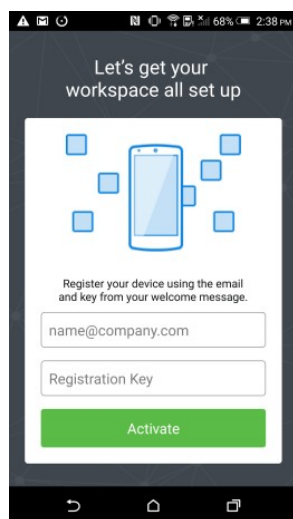 68% 2:38 PM
Let's get your
workspace all set up
Register your device using the email
and key from your welcome message.
name@company.com
Registration Key
Activate